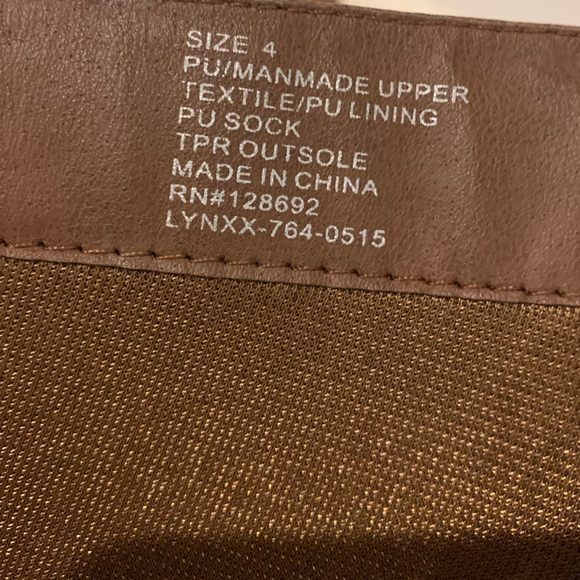 SIZE 4
PU/MANMADE UPPER
TEXTILE/PU LINING
PU SOCK
TPR OUTSOLE
MADE IN CHINA
RN#128692
LYNXX-764-0515